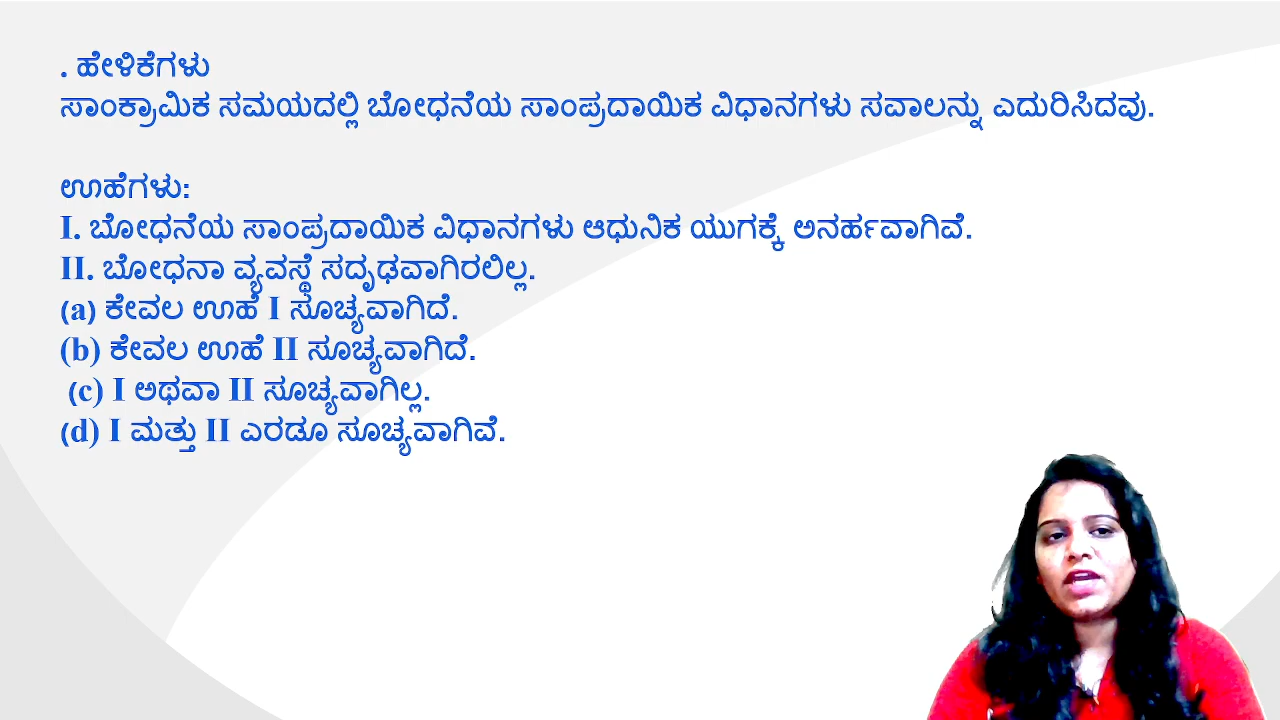 . ಹೇಳಿಕೆಗಳು
ಸಾಂಕ್ರಾಮಿಕ ಸಮಯದಲ್ಲಿ ಬೋಧನೆಯ ಸಾಂಪ್ರದಾಯಿಕ ವಿಧಾನಗಳು ಸವಾಲನ್ನು ಎದುರಿಸಿದವು.
ಊಹೆಗಳು:
I. ಬೋಧನೆಯ ಸಾಂಪ್ರದಾಯಿಕ ವಿಧಾನಗಳು ಆಧುನಿಕ ಯುಗಕ್ಕೆ ಅನರ್ಹವಾಗಿವೆ.
II. ಬೋಧನಾ ವ್ಯವಸ್ಥೆ ಸದೃಢವಾಗಿರಲಿಲ್ಲ.
(a) ಕೇವಲ ಊಹೆ I ಸೂಚ್ಯವಾಗಿದೆ.
(b) ಕೇವಲ ಊಹೆ II ಸೂಚ್ಯವಾಗಿದೆ.
(c) I ಅಥವಾ II ಸೂಚ್ಯವಾಗಿಲ್ಲ.
(d) I ಮತ್ತು II ಎರಡೂ ಸೂಚ್ಯವಾಗಿವೆ.